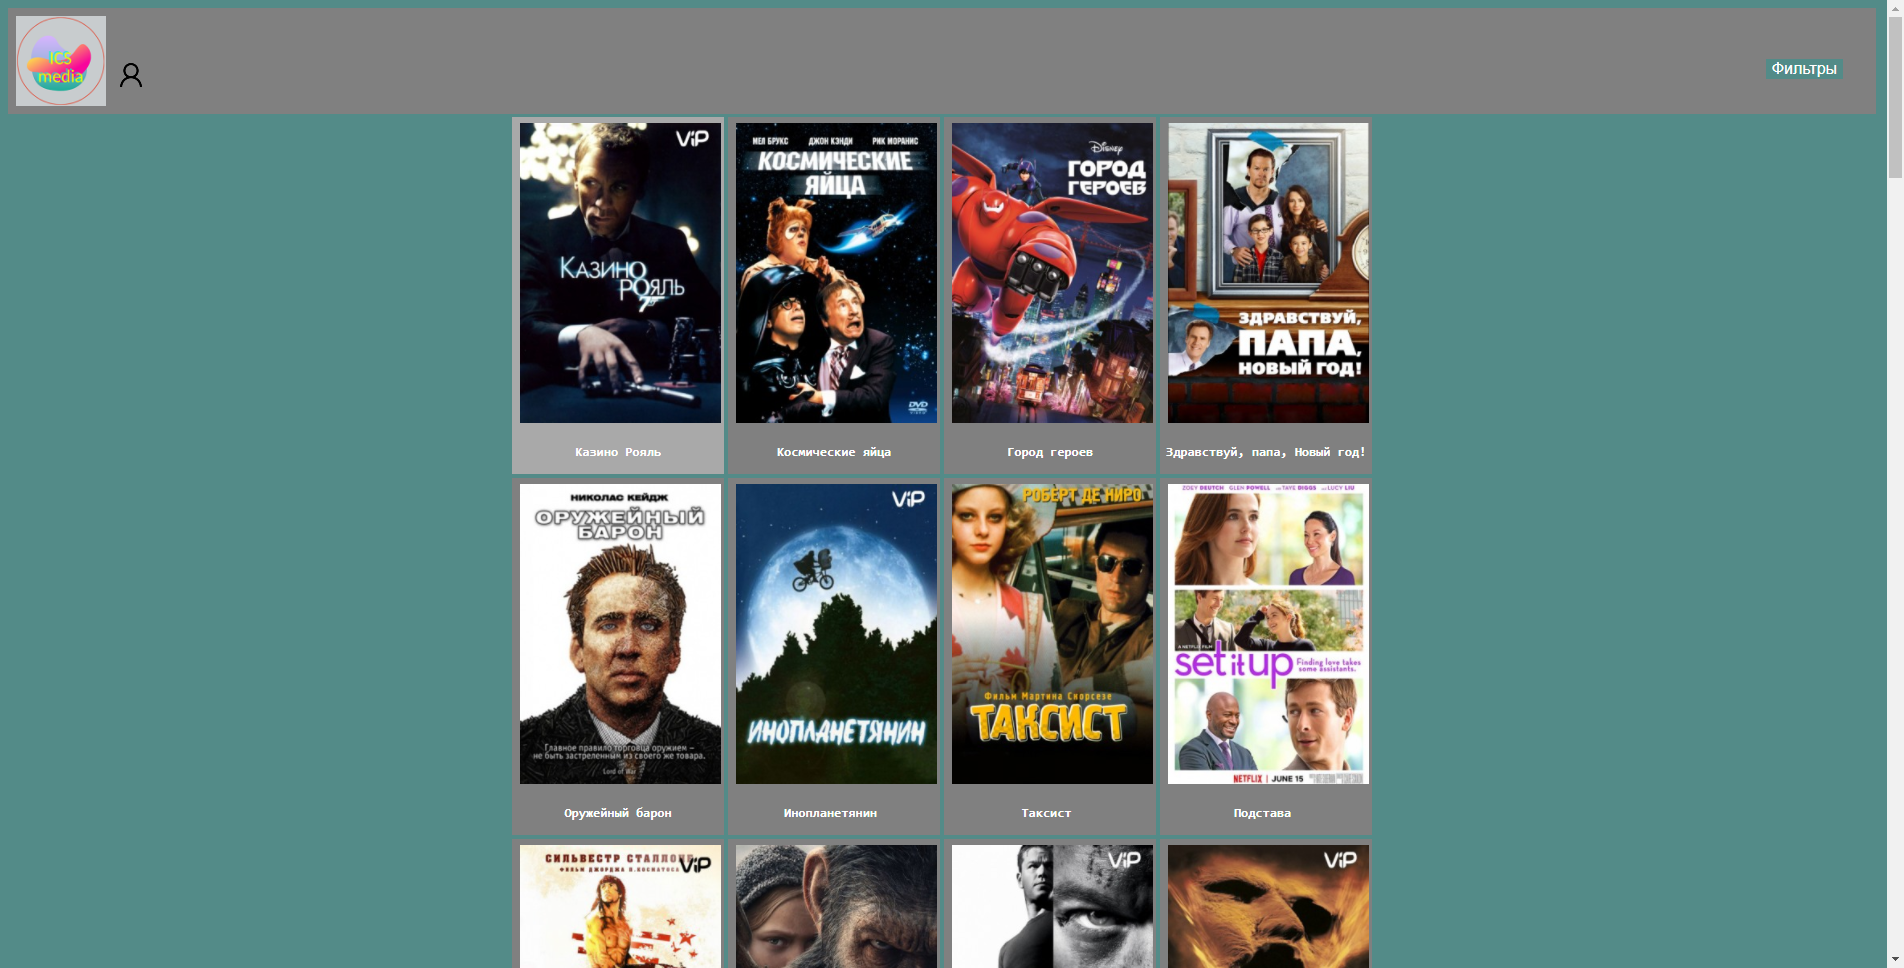 ICS
media
Фильтры
ViP
КАЗИНО
РОЯЛЬ
7
Казино Рояль
МЕЛ БРУКС ДЖОН КЭНДИ РИК МОРАНИС
КОСМИЧЕСКИЕ
ЯЙЦА
DVD
VIDEO
Космические яйца
DISNEY
ГОРОД
ГЕРОЕВ
Город героев
ЗДРАВСТВУЙ,
ПАПА,
НОВЫЙ ГОД!
Здравствуй, папа, Новый год!
НИКОЛАС КЕЙДЖ
ОРУЖЕЙНЫЙ
БАРОН
Главное правило торговца оружием –
не быть застреленным из своего же товара.
Lord of War
Оружейный барон
ViP
ИНОПЛАНЕТЯНИН
Инопланетянин
РОБЕРТ ДЕ НИРО
Фильм Мартина Скорсезе
ТАКСИСТ
Таксист
ZOEY DEUTCH GLEN POWELL AND TAYE DIGGS AND LUCY LIU
A NETFLIX FILM
set it up
Finding love takes
some assistants.
NETFLIX | JUNE 15
Подстава
СИЛЬВЕСТР СТАЛЛОНЕ
ViP
ViP
ViP